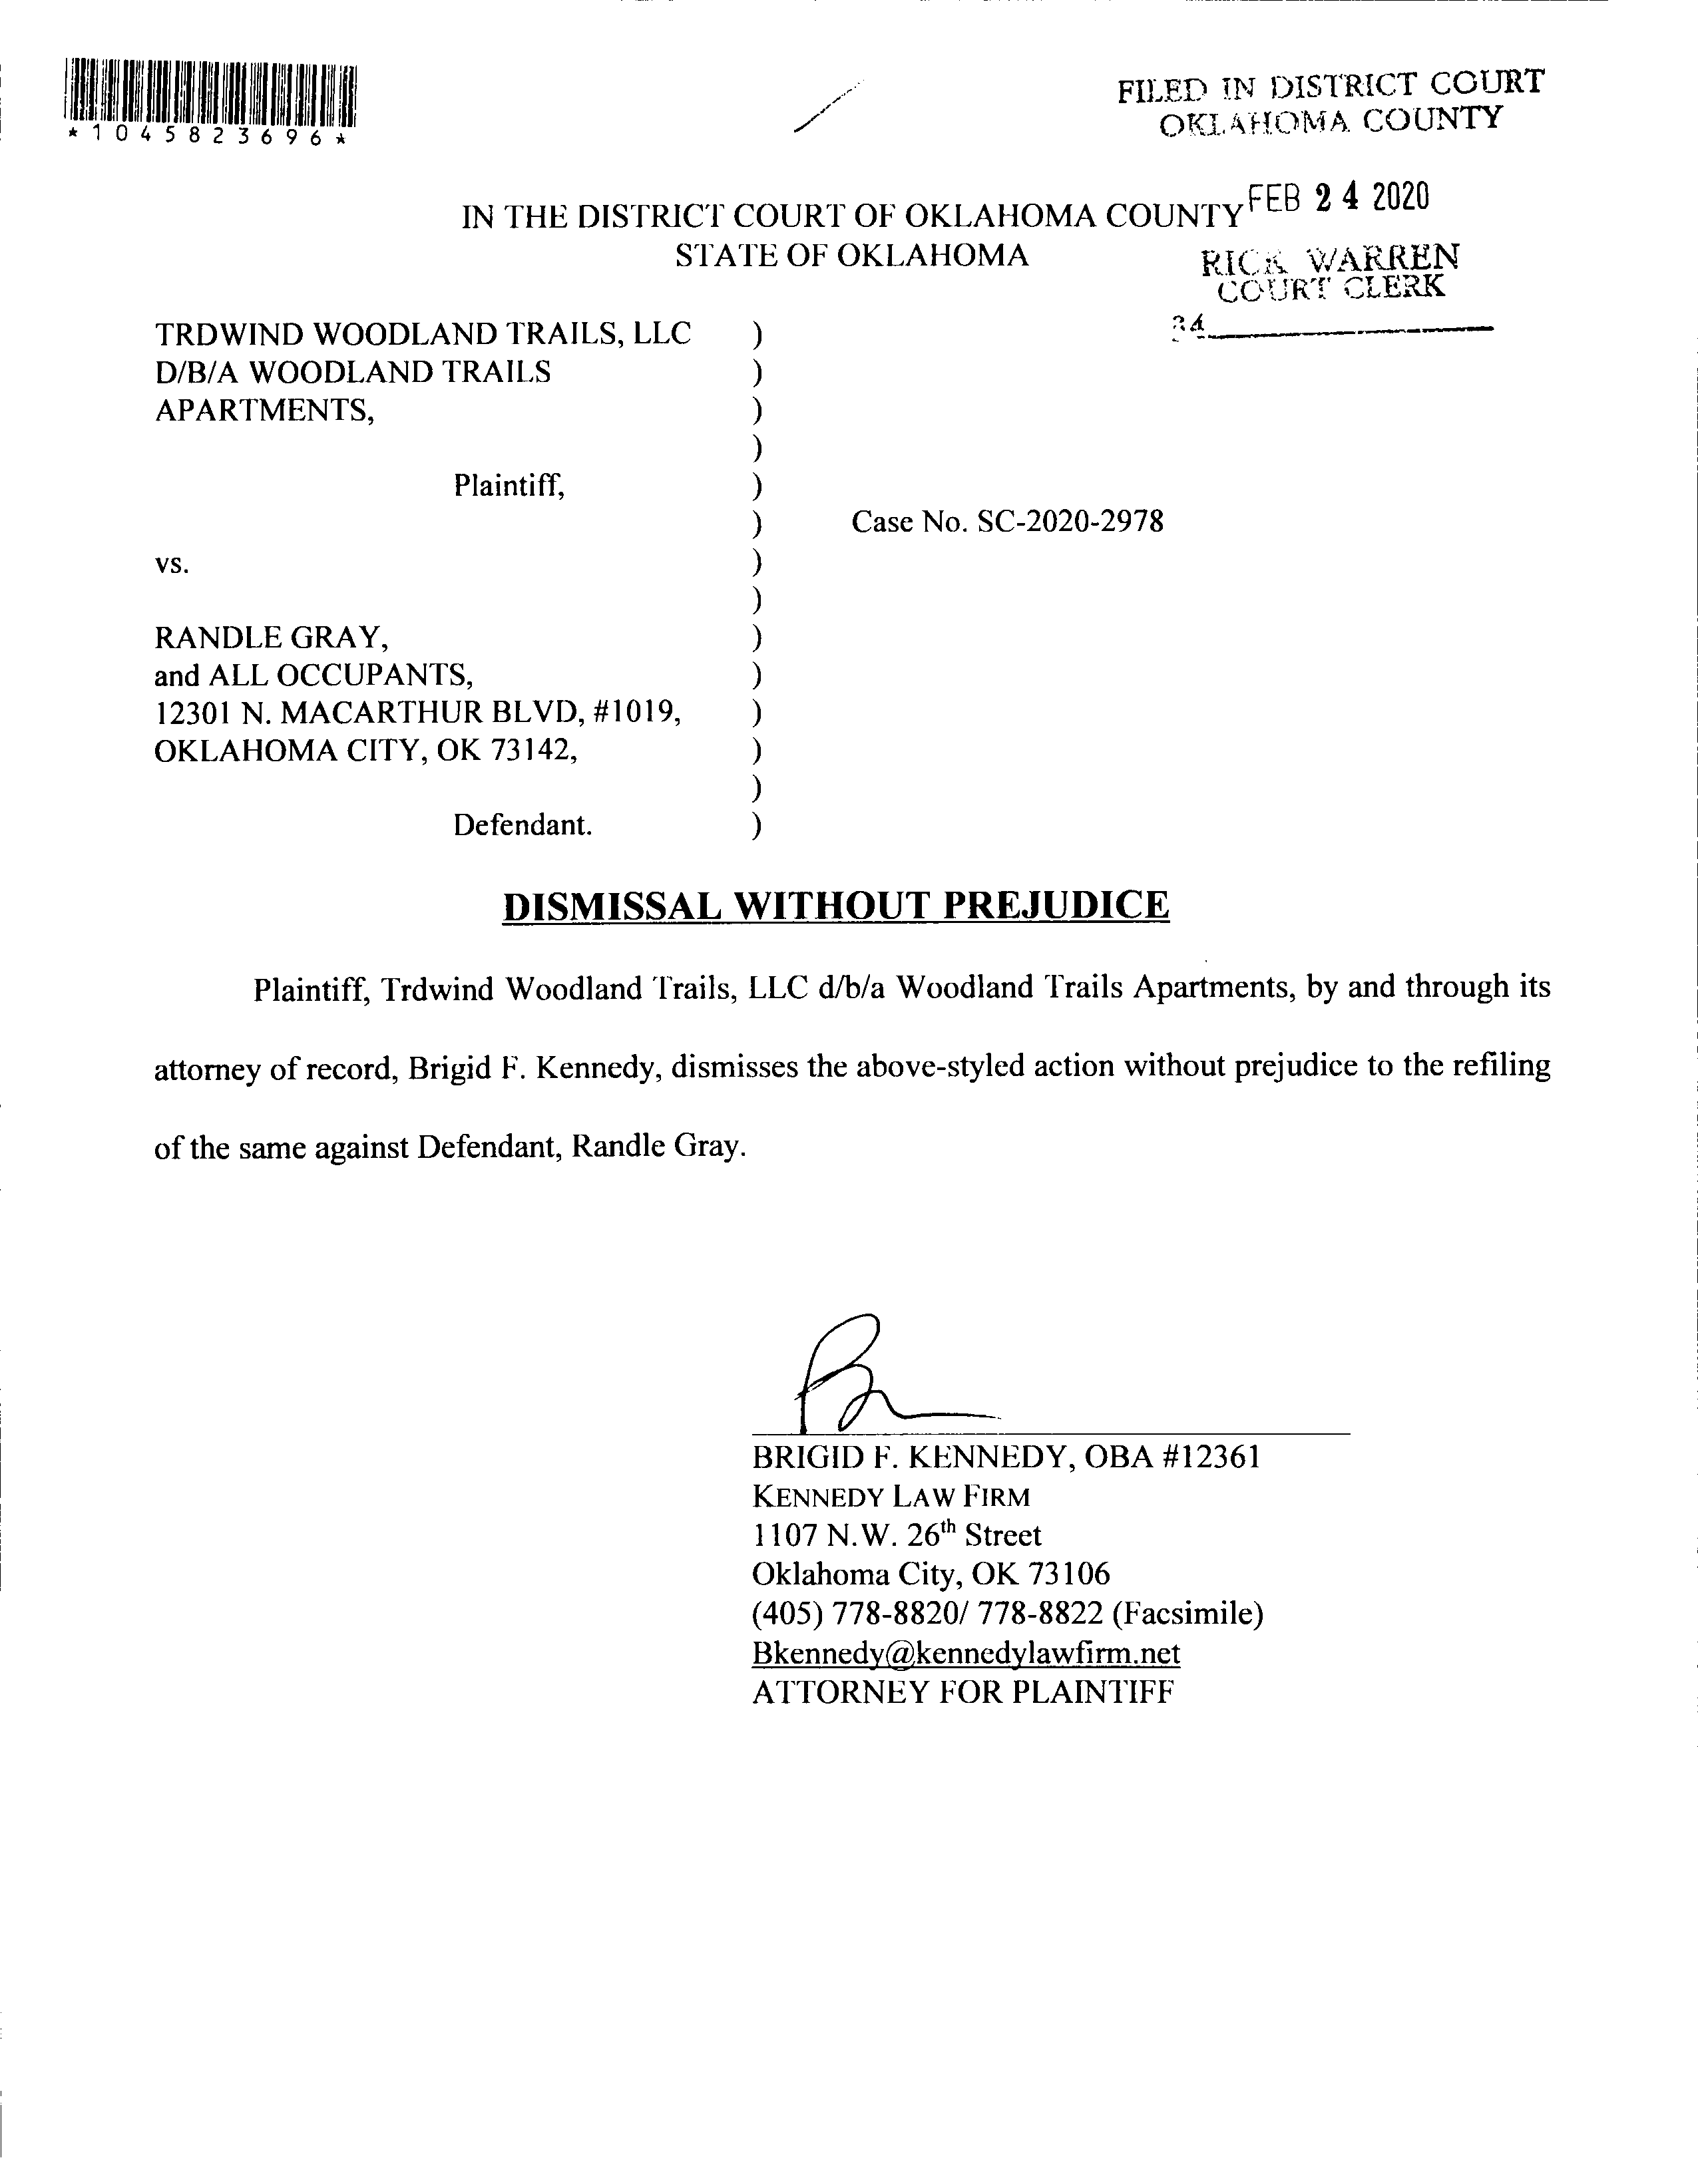 *1045823696*
FILED IN DISTRICT COURT
OKLAHOMA COUNTY
FEB 24 2020
IN THE DISTRICT COURT OF OKLAHOMA COUNTY
STATE OF OKLAHOMA
RICK WARREN
COURT CLERK
34
TRDWIND WOODLAND TRAILS, LLC )
D/B/A WOODLAND TRAILS )
APARTMENTS, )
)
Plaintiff, )
) Case No. SC-2020-2978
vs. )
)
RANDLE GRAY, )
and ALL OCCUPANTS, )
12301 N. MACARTHUR BLVD, #1019, )
OKLAHOMA CITY, OK 73142, )
)
Defendant. )
DISMISSAL WITHOUT PREJUDICE
Plaintiff, Trdwind Woodland Trails, LLC d/b/a Woodland Trails Apartments, by and through its
attorney of record, Brigid F. Kennedy, dismisses the above-styled action without prejudice to the refiling
of the same against Defendant, Randle Gray.
BRIGID F. KENNEDY, OBA #12361
KENNEDY LAW FIRM
1107 N.W. 26th Street
Oklahoma City, OK 73106
(405) 778-8820/ 778-8822 (Facsimile)
Bkennedy@kennedylawfirm.net
ATTORNEY FOR PLAINTIFF